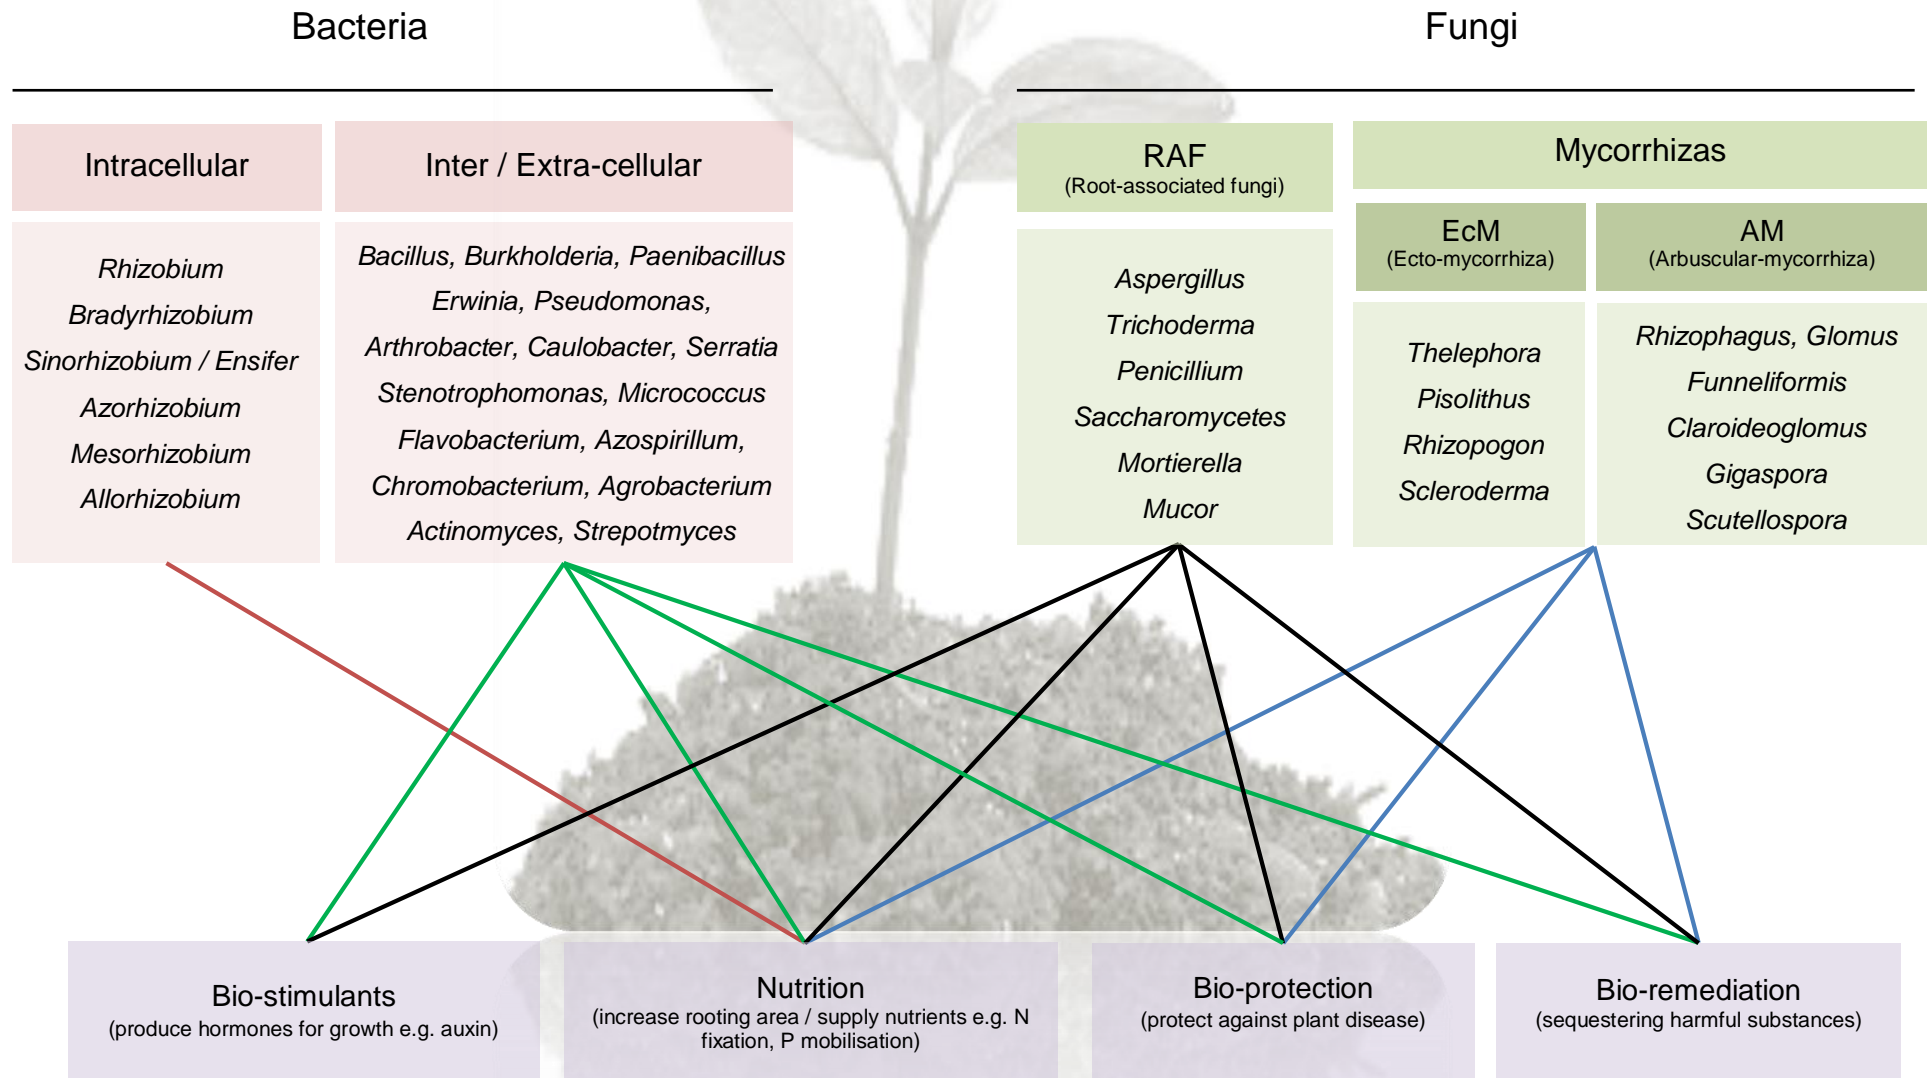 Bacteria
Fungi
Intracellular
Inter / Extra-cellular
RAF
(Root-associated fungi)
Mycorrhizas
EcM
(Ecto-mycorrhiza)
AM
(Arbuscular-mycorrhiza)
Rhizobium
Bradyrhizobium
Sinorhizobium / Ensifer
Azorhizobium
Mesorhizobium
Allorhizobium
Bacillus, Burkholderia, Paenibacillus
Erwinia, Pseudomonas,
Arthrobacter, Caulobacter, Serratia
Stenotrophomonas, Micrococcus
Flavobacterium, Azospirillum,
Chromobacterium, Agrobacterium
Actinomyces, Strepotmyces
Aspergillus
Trichoderma
Penicillium
Saccharomycetes
Mortierella
Mucor
Thelephora
Pisolithus
Rhizopogon
Scleroderma
Rhizophagus, Glomus
Funneliformis
Claroideoglomus
Gigaspora
Scutellospora
Bio-stimulants
(produce hormones for growth e.g. auxin)
Nutrition
(increase rooting area / supply nutrients e.g. N
fixation, P mobilisation)
Bio-protection
(protect against plant disease)
Bio-remediation
(sequestering harmful substances)